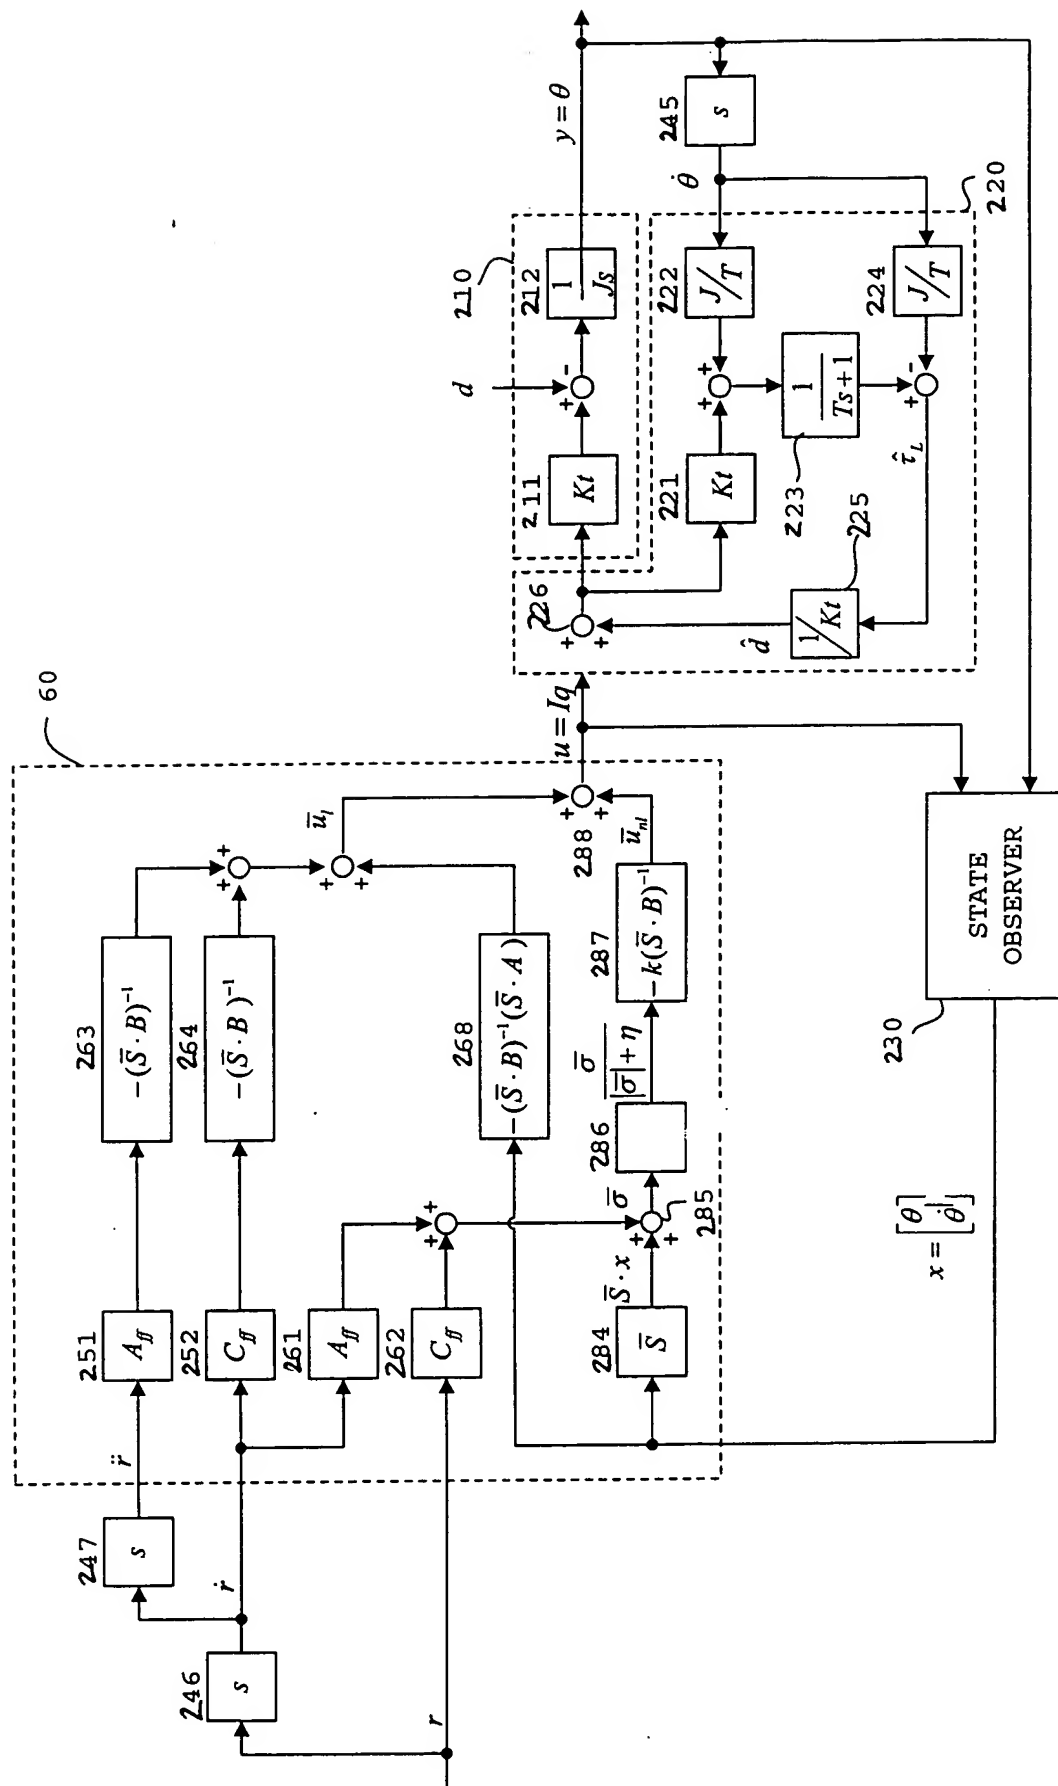 60
247
s
r̈
251
A_ff
263
−(S̄·B)⁻¹
246
s
ṙ
252
C_ff
264
−(S̄·B)⁻¹
ū_l
+
+
+
+
261
A_ff
262
C_ff
+
+
268
−(S̄·B)⁻¹(S̄·A)
r
284
S̄
S̄·x
σ̄
+
+
285
286
σ̄
|σ̄|+η
287
−k(S̄·B)⁻¹
ū_nl
288
+
+
u=Iq
x = [θ
θ̇]
230
STATE
OBSERVER
226
+
+
210
211
Kt
d
+
-
212
1
Js
y=θ
245
s
θ̇
220
221
Kt
+
+
222
J/T
223
1
Ts+1
224
J/T
+
-
τ̂_L
225
1/Kt
d̂